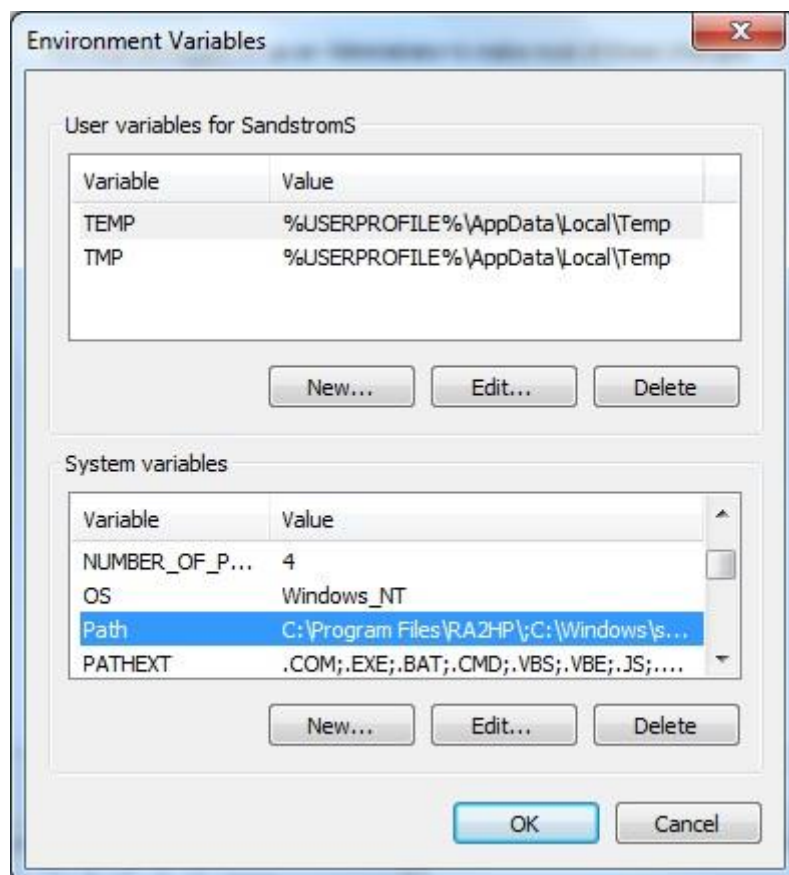 Environment Variables
User variables for SandstromS
Variable Value
TEMP %USERPROFILE%\AppData\Local\Temp
TMP %USERPROFILE%\AppData\Local\Temp
New... Edit... Delete
System variables
Variable Value
NUMBER_OF_P... 4
OS Windows_NT
Path C:\Program Files\RA2HP\;C:\Windows\s...
PATHEXT .COM;.EXE;.BAT;.CMD;.VBS;.VBE;.JS;....
New... Edit... Delete
OK Cancel